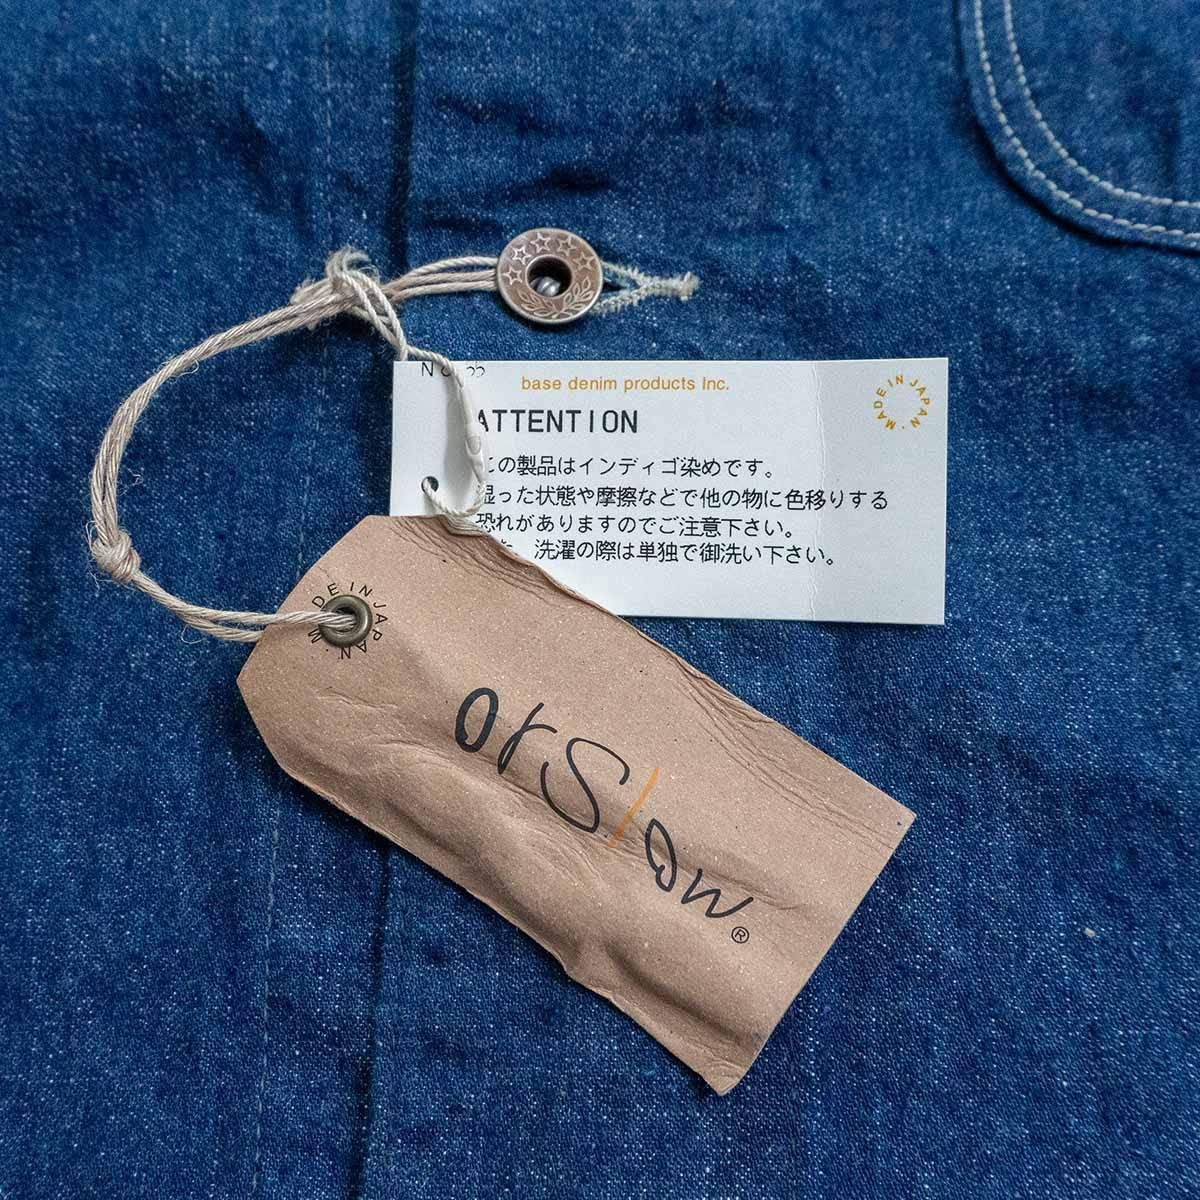 base denim products Inc.
MADE IN JAPAN
ATTENTION
この製品はインディゴ染めです。
湿った状態や摩擦などで他の物に色移りする
恐れがありますのでご注意下さい。
洗濯の際は単独で御洗い下さい。
MADE IN JAPAN
orSlow®